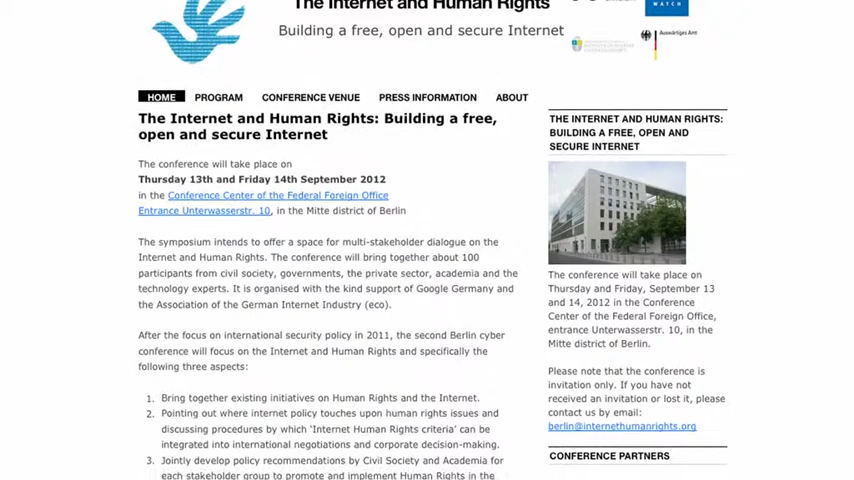 The Internet and Human Rights
Building a free, open and secure Internet
WATCH
Auswärtiges Amt
HOME
PROGRAM
CONFERENCE VENUE
PRESS INFORMATION
ABOUT
The Internet and Human Rights: Building a free,
open and secure Internet
The conference will take place on
Thursday 13th and Friday 14th September 2012
in the Conference Center of the Federal Foreign Office
Entrance Unterwasserstr. 10, in the Mitte district of Berlin
The symposium intends to offer a space for multi-stakeholder dialogue on the
Internet and Human Rights. The conference will bring together about 100
participants from civil society, governments, the private sector, academia and the
technology experts. It is organised with the kind support of Google Germany and
the Association of the German Internet Industry (eco).
After the focus on international security policy in 2011, the second Berlin cyber
conference will focus on the Internet and Human Rights and specifically the
following three aspects:
1. Bring together existing initiatives on Human Rights and the Internet.
2. Pointing out where internet policy touches upon human rights issues and
discussing procedures by which 'Internet Human Rights criteria' can be
integrated into international negotiations and corporate decision-making.
3. Jointly develop policy recommendations by Civil Society and Academia for
each stakeholder group to promote and implement Human Rights in the
THE INTERNET AND HUMAN RIGHTS:
BUILDING A FREE, OPEN AND
SECURE INTERNET
The conference will take place on
Thursday and Friday, September 13
and 14, 2012 in the Conference
Center of the Federal Foreign Office,
entrance Unterwasserstr. 10, in the
Mitte district of Berlin.
Please note that the conference is
invitation only. If you have not
received an invitation or lost it, please
contact us by email:
berlin@internethumanrights.org
CONFERENCE PARTNERS